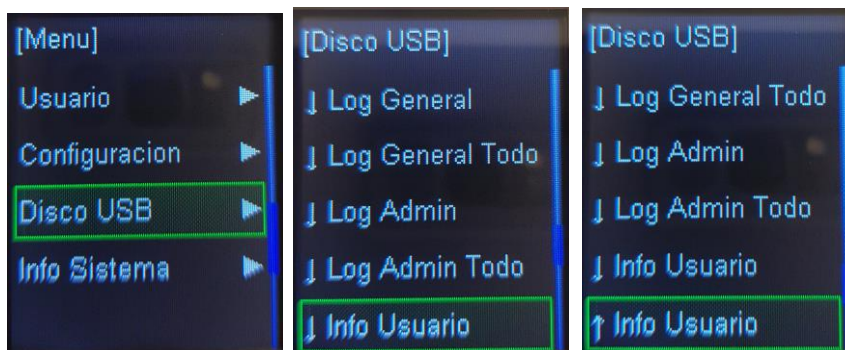 [Menu]
Usuario
Configuracion
Disco USB
Info Sistema
[Disco USB]
↓ Log General
↓ Log General Todo
↓ Log Admin
↓ Log Admin Todo
↓ Info Usuario
[Disco USB]
↓ Log General Todo
↓ Log Admin
↓ Log Admin Todo
↓ Info Usuario
↑ Info Usuario